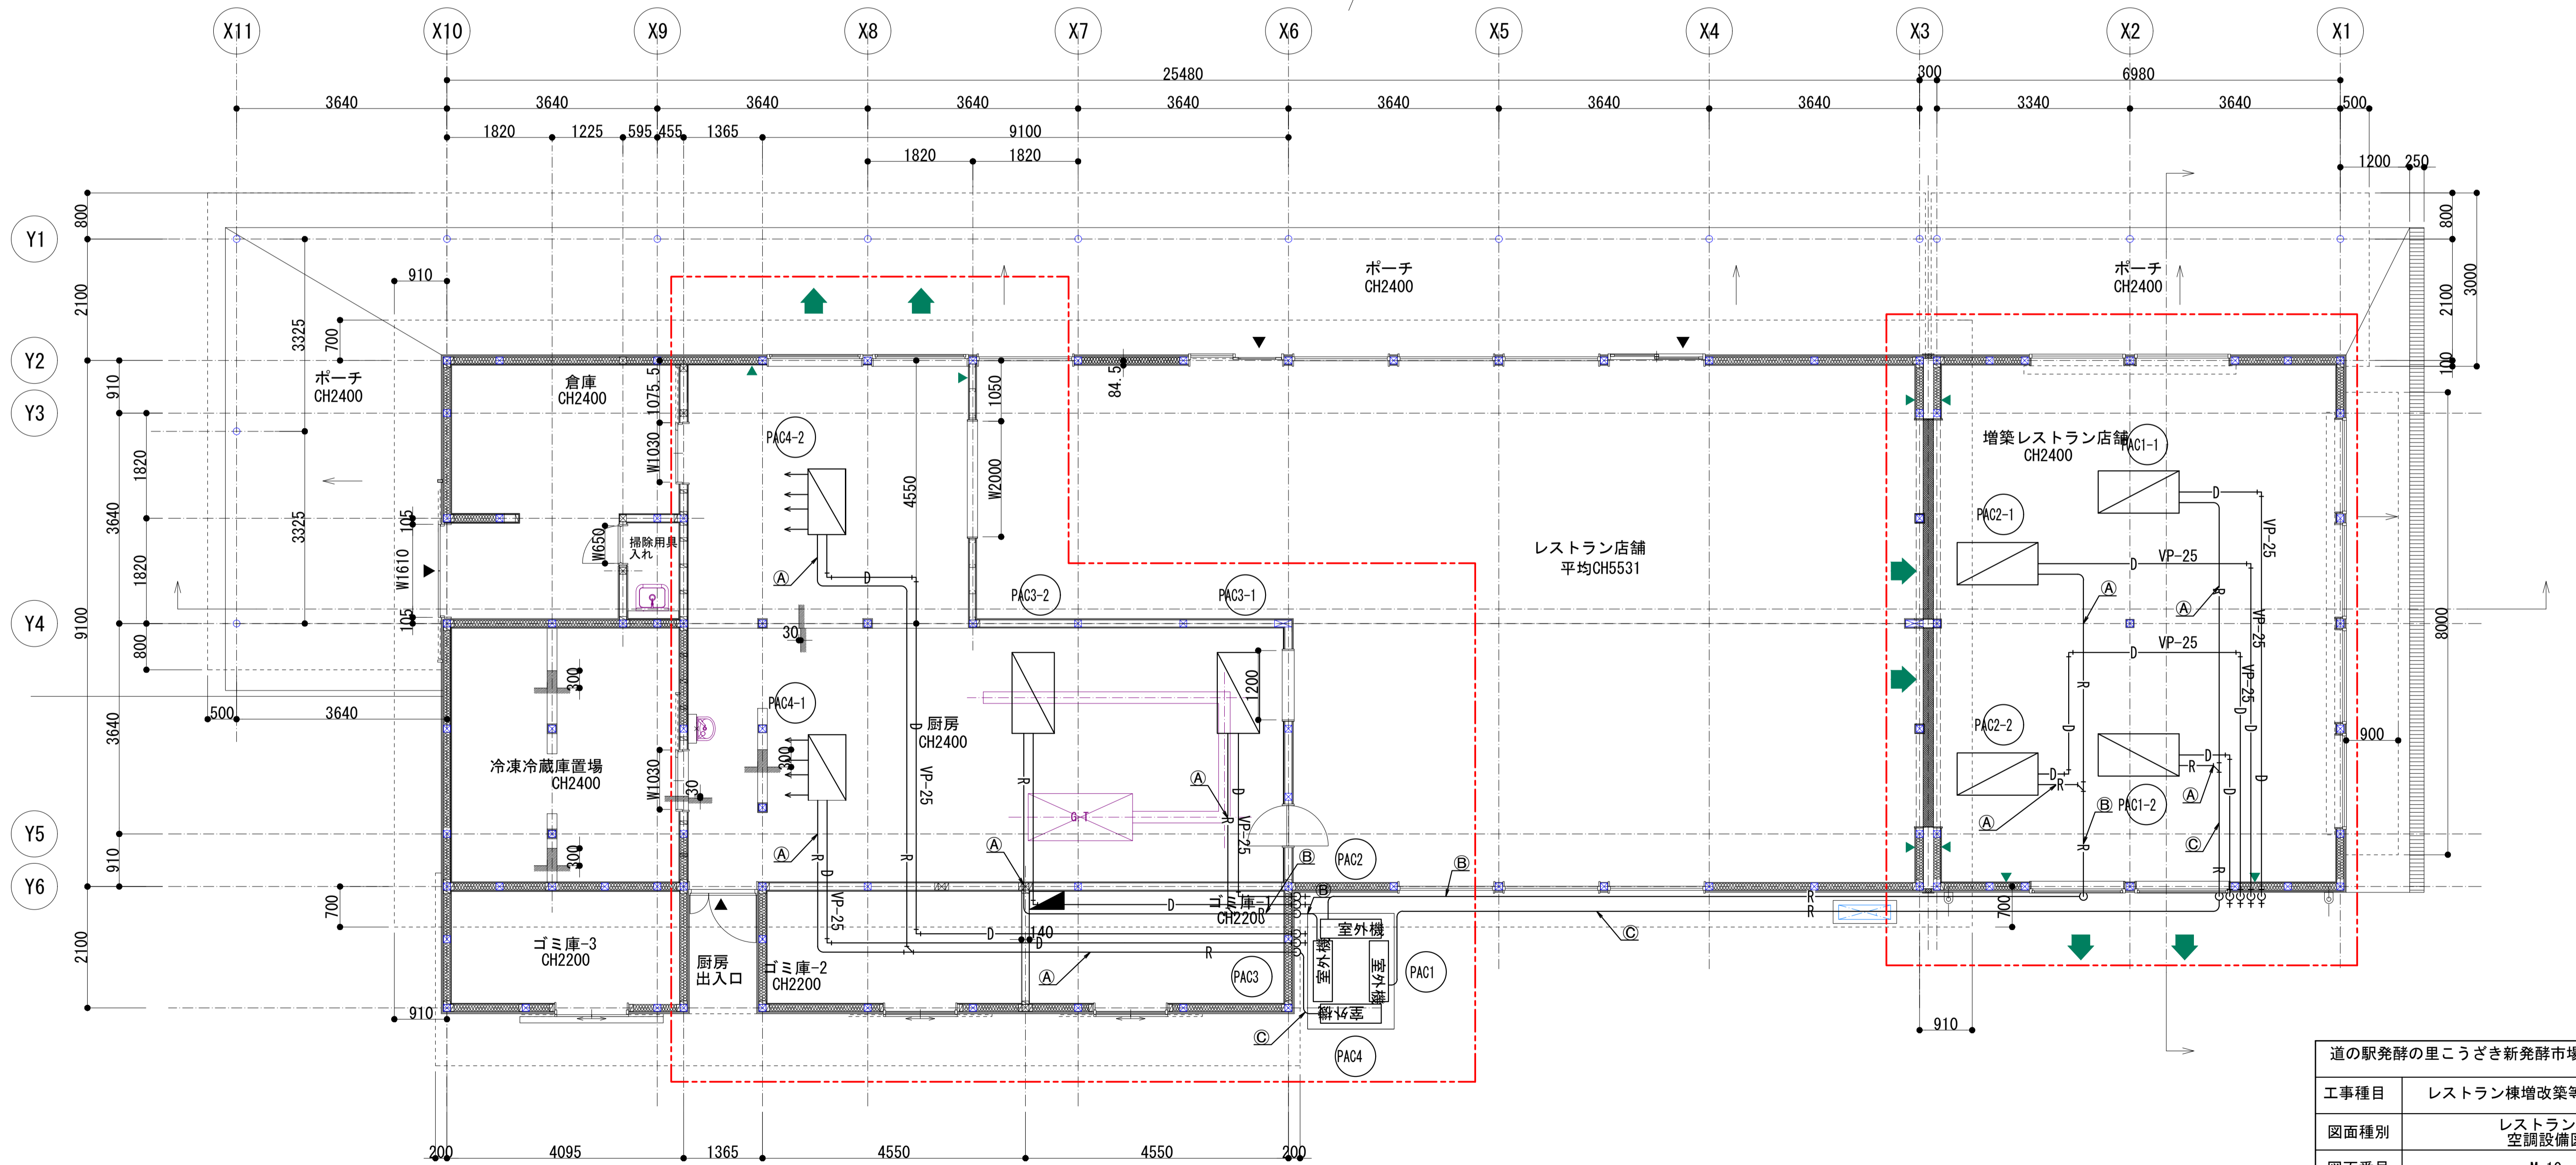 X11 X10 X9 X8 X7 X6 X5 X4 X3 X2 X1
25480 300 6980
3640 3640 3640 3640 3640 3640 3640 3640 3340 3640 500
1820 1225 595 455 1365 9100
1820 1820
1200 250
800
Y1
2100
Y2
910
Y3
1820
3640
1820
Y4
9100
800
3640
Y5
910
Y6
700
2100
910
910
700
3325
3325
500 3640
ポーチ
CH2400
ポーチ
CH2400
ポーチ
CH2400
800
2100
3000
100
8000
900
700
910
倉庫
CH2400
1075.5
W1030
105
W1610
105
W650
掃除用具
入れ
4550
1050
W2000
84.5
PAC4-2
Ⓐ
D
R
30
PAC3-2
PAC3-1
レストラン店舗
平均CH5531
増築レストラン店舗
CH2400
PAC1-1
PAC2-1
D
VP-25
VP-25
D
Ⓐ
Ⓐ
R
VP-25
VP-25
D
VP-25
R
D
D
D
PAC2-2
D
R
Ⓐ
PAC1-2
D
R
Ⓐ
Ⓑ
Ⓒ
R
R
D
冷凍冷蔵庫置場
CH2400
300
300
W1030
30
PAC4-1
300
厨房
CH2400
D
VP-25
1200
R
Ⓐ
D
R
VP-25
G-T
Ⓐ
R
D
VP-25
Ⓐ
Ⓑ
Ⓑ
Ⓑ
PAC2
R
R
Ⓒ
ゴミ庫-3
CH2200
厨房
出入口
ゴミ庫-2
CH2200
ゴミ庫-1
CH2200
D
R
D
140
D
R
Ⓐ
PAC3
室外機
室外機
室外機
室外機
PAC1
Ⓒ
PAC4
200 4095 1365 4550 4550 200
道の駅発酵の里こうざき新発酵市場
工事種目 レストラン棟増改築等
図面種別 レストラン
空調設備図